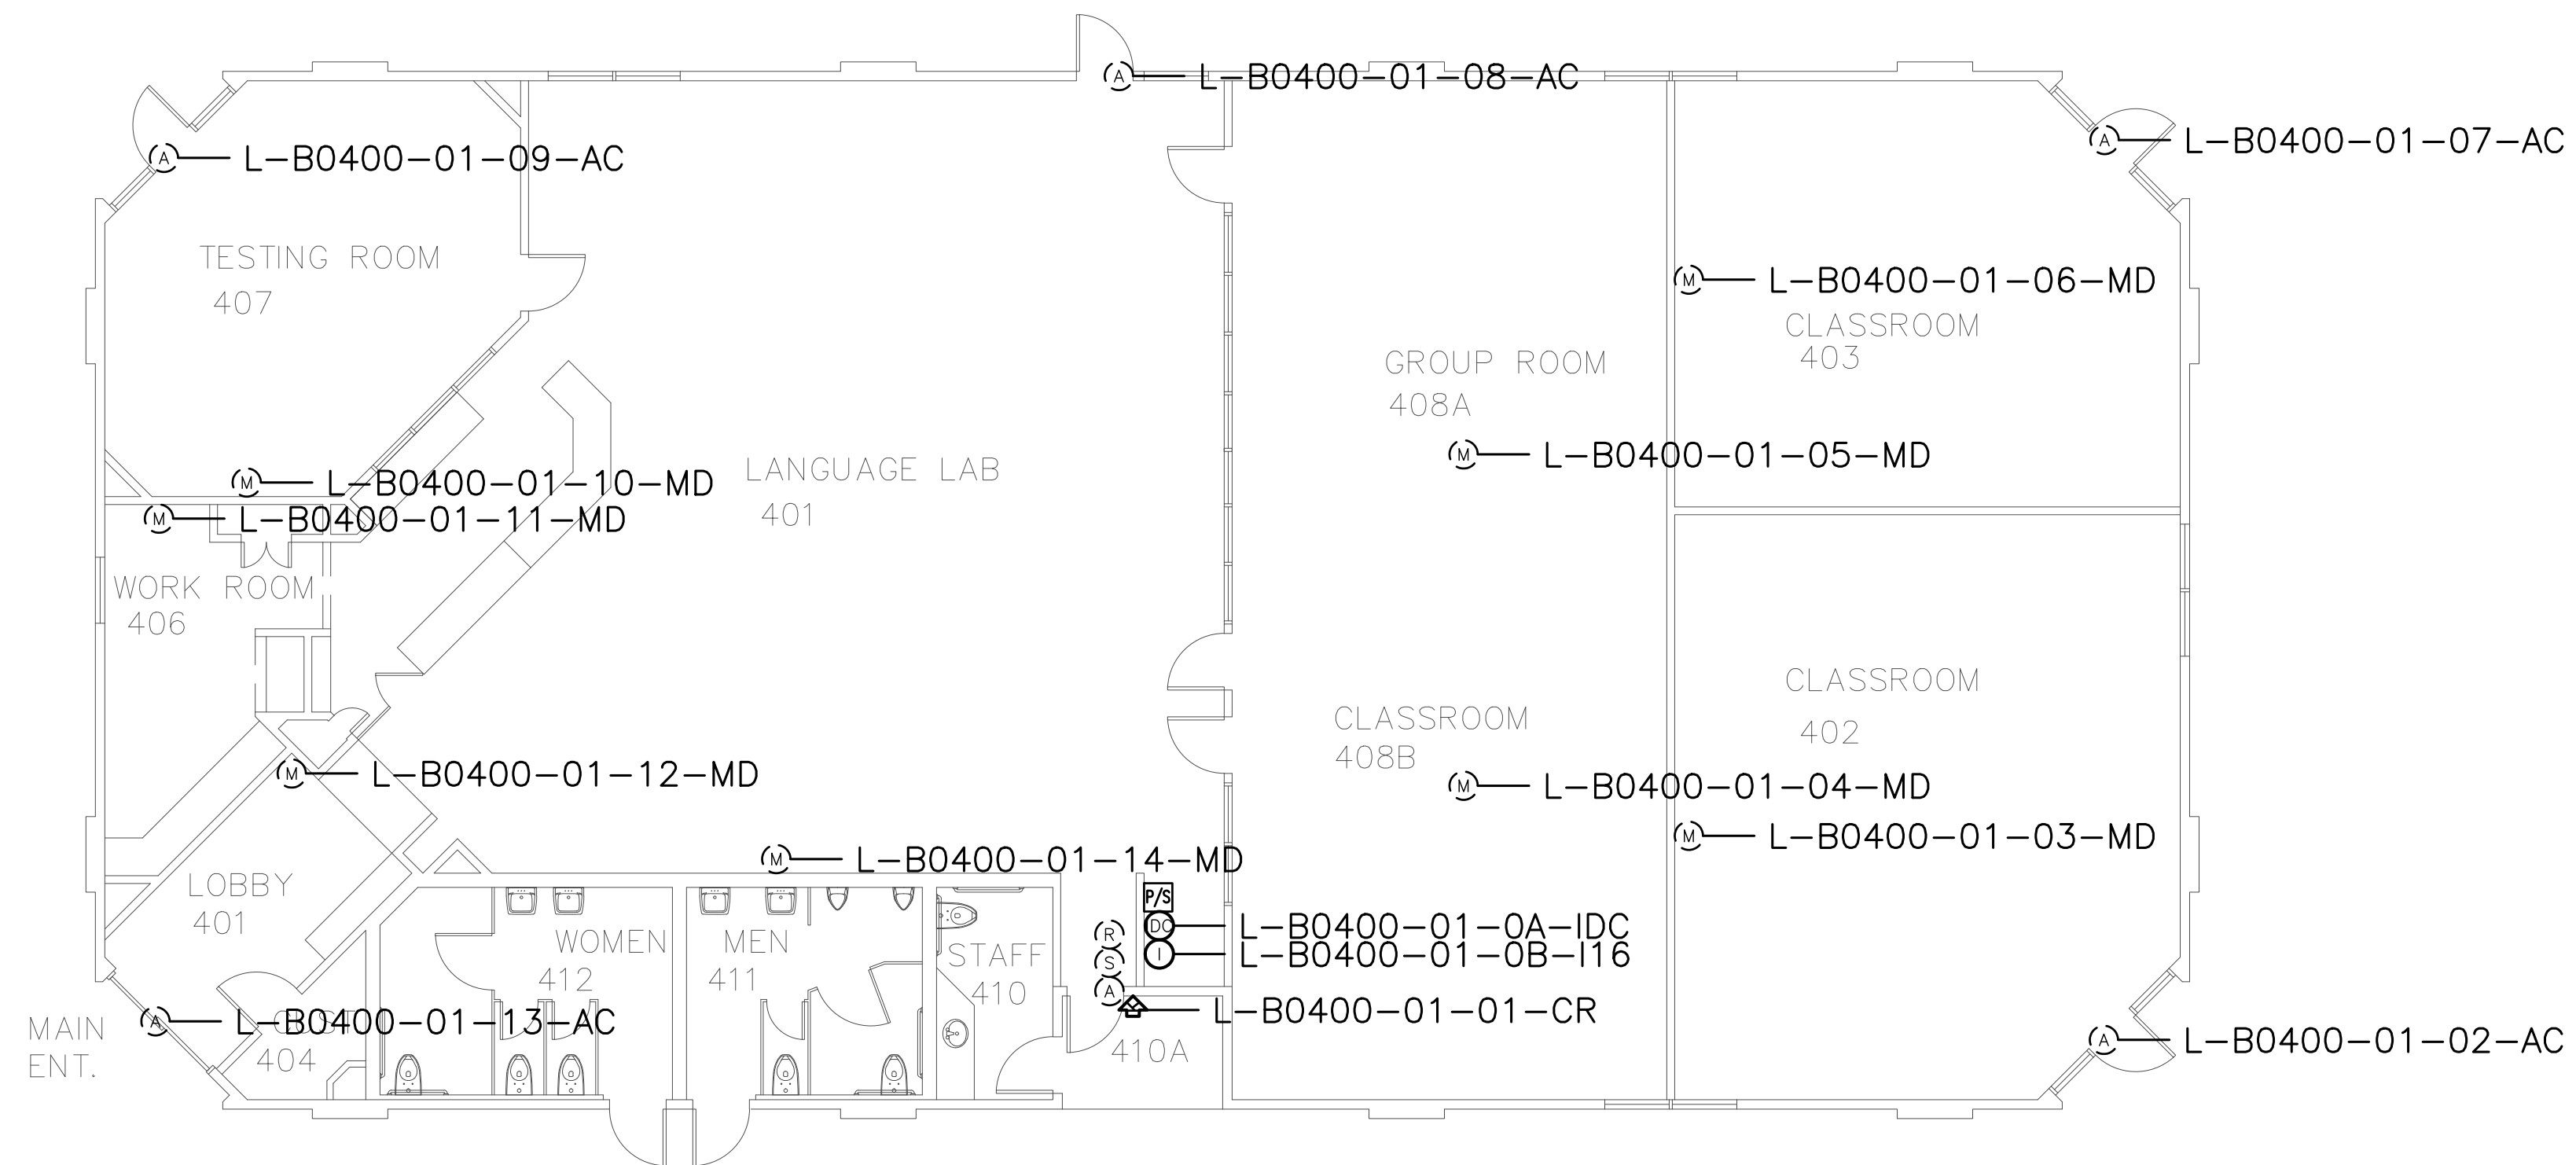 A L-B0400-01-08-AC
A L-B0400-01-09-AC
A L-B0400-01-07-AC
TESTING ROOM
407
M L-B0400-01-06-MD
CLASSROOM
403
GROUP ROOM
408A
M L-B0400-01-05-MD
LANGUAGE LAB
401
M L-B0400-01-10-MD
M L-B0400-01-11-MD
WORK ROOM
406
CLASSROOM
402
CLASSROOM
408B
M L-B0400-01-12-MD
M L-B0400-01-04-MD
M L-B0400-01-03-MD
M L-B0400-01-14-MD
LOBBY
401
P/S
DC L-B0400-01-0A-IDC
I L-B0400-01-0B-I16
R
S
A
L-B0400-01-01-CR
WOMEN
412
MEN
411
STAFF
410
410A
A L-B0400-01-13-AC
404
MAIN
ENT.
A L-B0400-01-02-AC